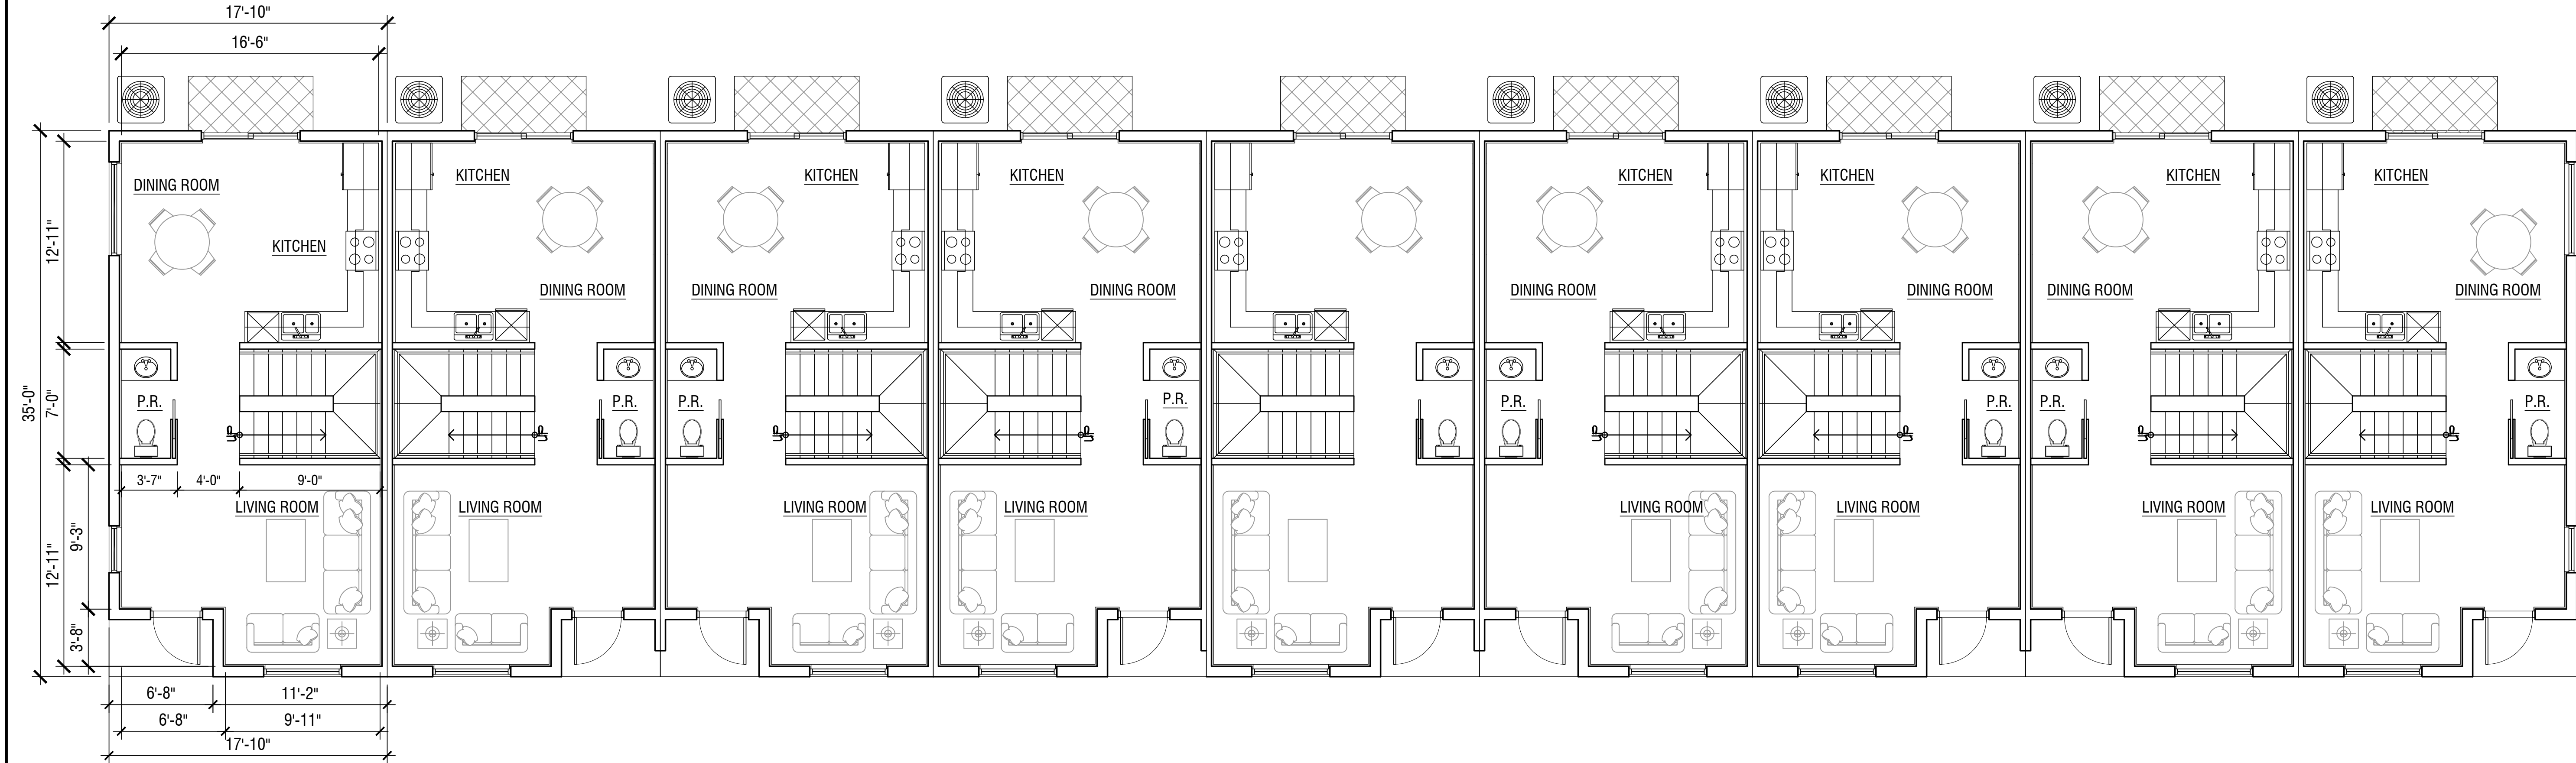 17'-10"
16'-6"
DINING ROOM
KITCHEN
KITCHEN
DINING ROOM
KITCHEN
DINING ROOM
KITCHEN
DINING ROOM
KITCHEN
DINING ROOM
KITCHEN
DINING ROOM
KITCHEN
DINING ROOM
KITCHEN
DINING ROOM
12'-11"
35'-0"
7'-0"
12'-11"
9'-3"
3'-8"
P.R.
P.R.
P.R.
P.R.
P.R.
P.R.
P.R.
P.R.
3'-7"
4'-0"
9'-0"
LIVING ROOM
LIVING ROOM
LIVING ROOM
LIVING ROOM
LIVING ROOM
LIVING ROOM
LIVING ROOM
LIVING ROOM
6'-8"
11'-2"
6'-8"
9'-11"
17'-10"